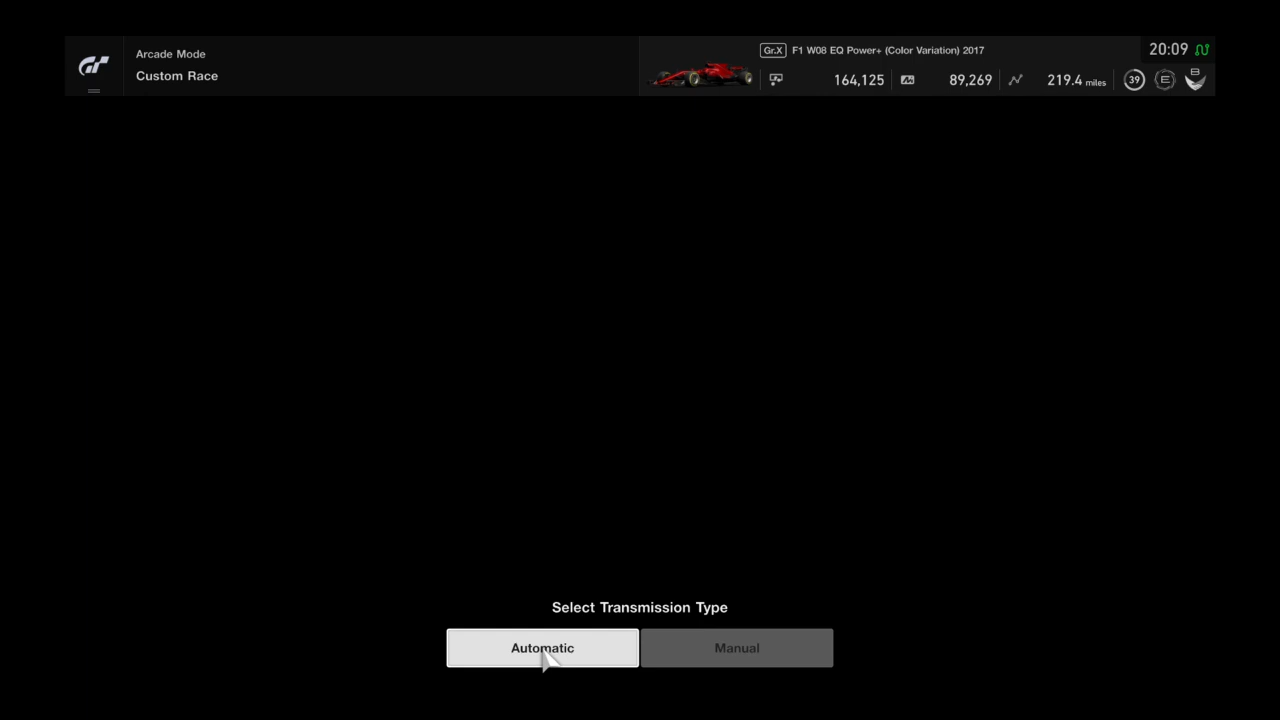 Arcade Mode
Custom Race
Gr.X F1 W08 EQ Power+ (Color Variation) 2017
20:09
164,125
89,269
219.4 miles
39
E
B
Select Transmission Type
Automatic
Manual